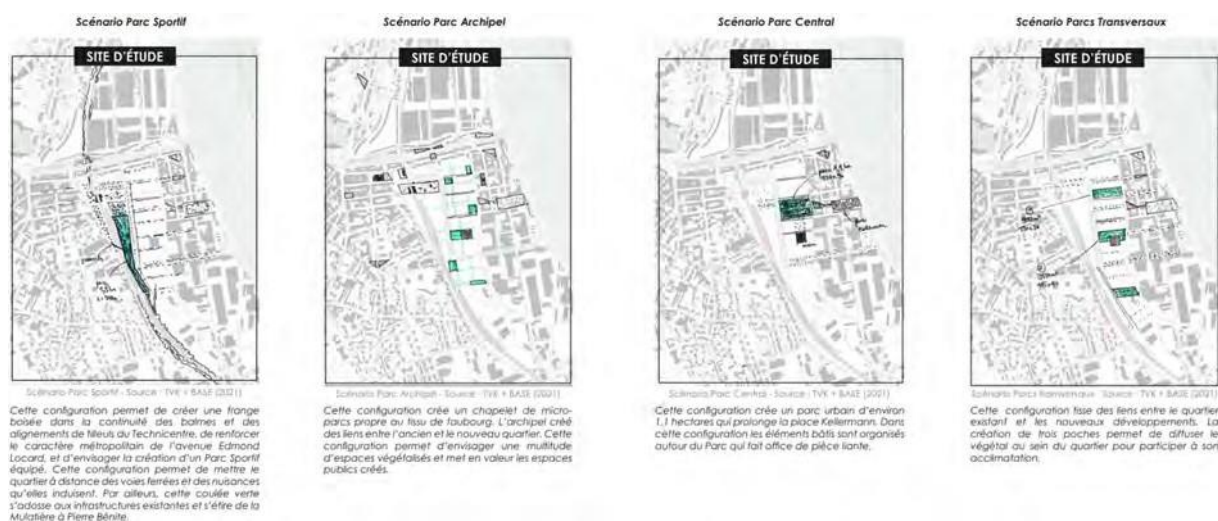 Scénario Parc Sportif
SITE D'ÉTUDE
Scénario Parc Sportif - Source : TVK + BASE (2021)
Cette configuration permet de créer une frange
boisée dans la continuité des balmes et des
alignements de tilleuls du Technicentre, de renforcer
le caractère métropolitain de l'avenue Edmond
Locard, et d'envisager la création d'un Parc Sportif
équipé. Cette configuration permet de mettre le
quartier à distance des voies ferrées et des nuisances
qu'elles induisent. Par ailleurs, cette coulée verte
s'adosse aux infrastructures existantes et s'étire de la
Mulatière à Pierre Bénite.
Scénario Parc Archipel
SITE D'ÉTUDE
Scénario Parc Archipel - Source : TVK + BASE (2021)
Cette configuration crée un chapelet de micro-
parcs propre au tissu de faubourg. L'archipel créé
des liens entre l'ancien et le nouveau quartier. Cette
configuration permet d'envisager une multitude
d'espaces végétalisés et met en valeur les espaces
publics créés.
Scénario Parc Central
SITE D'ÉTUDE
Scénario Parc Central - Source : TVK + BASE (2021)
Cette configuration crée un parc urbain d'environ
1,1 hectares qui prolonge la place Kellermann. Dans
cette configuration les éléments bâtis sont organisés
autour du Parc qui fait office de pièce liante.
Scénario Parcs Transversaux
SITE D'ÉTUDE
Scénario Parcs Transversaux - Source : TVK + BASE (2021)
Cette configuration tisse des liens entre le quartier
existant et les nouveaux développements. La
création de trois poches permet de diffuser le
végétal au sein du quartier pour participer à son
acclimatation.